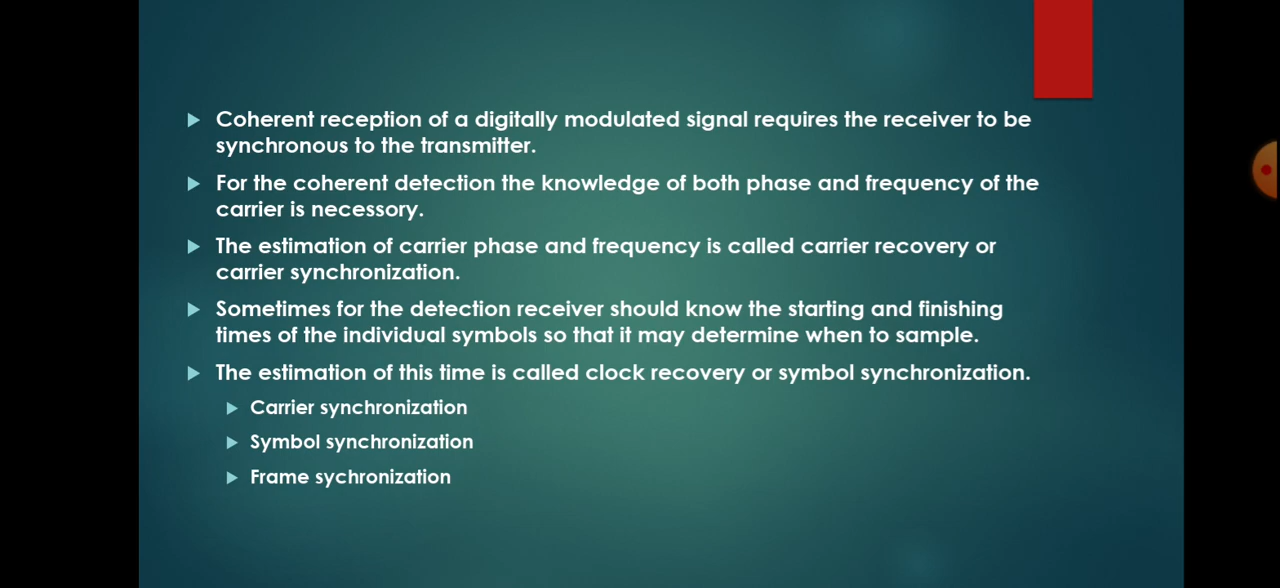 Coherent reception of a digitally modulated signal requires the receiver to be
synchronous to the transmitter.
For the coherent detection the knowledge of both phase and frequency of the
carrier is necessory.
The estimation of carrier phase and frequency is called carrier recovery or
carrier synchronization.
Sometimes for the detection receiver should know the starting and finishing
times of the individual symbols so that it may determine when to sample.
The estimation of this time is called clock recovery or symbol synchronization.
Carrier synchronization
Symbol synchronization
Frame sychronization